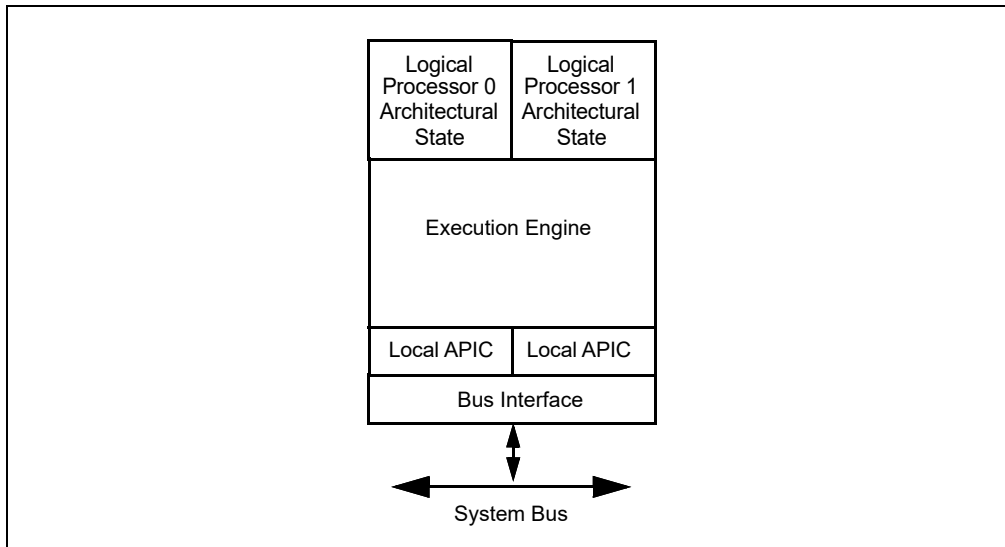 Logical
Processor 0
Architectural
State
Logical
Processor 1
Architectural
State
Execution Engine
Local APIC
Local APIC
Bus Interface
System Bus